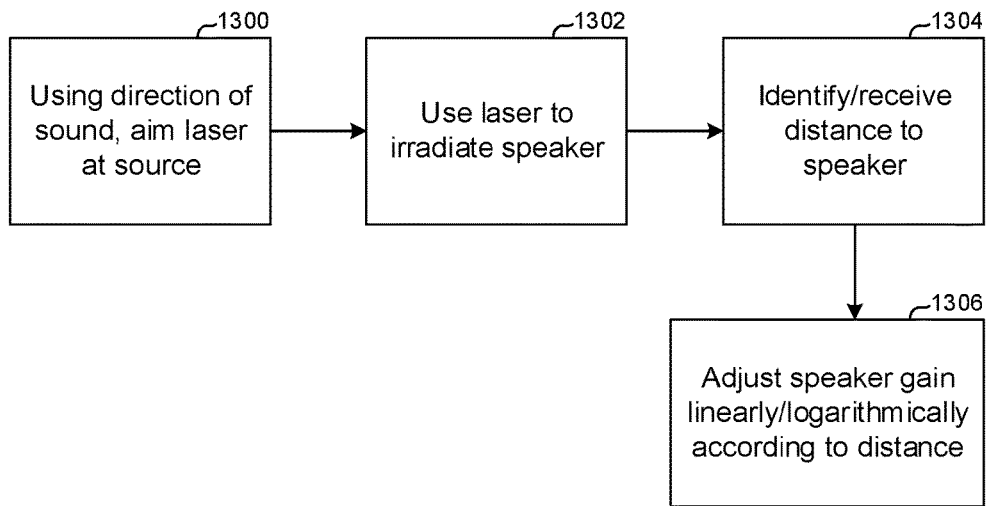 1300
Using direction of
sound, aim laser
at source
1302
Use laser to
irradiate speaker
1304
Identify/receive
distance to
speaker
1306
Adjust speaker gain
linearly/logarithmically
according to distance